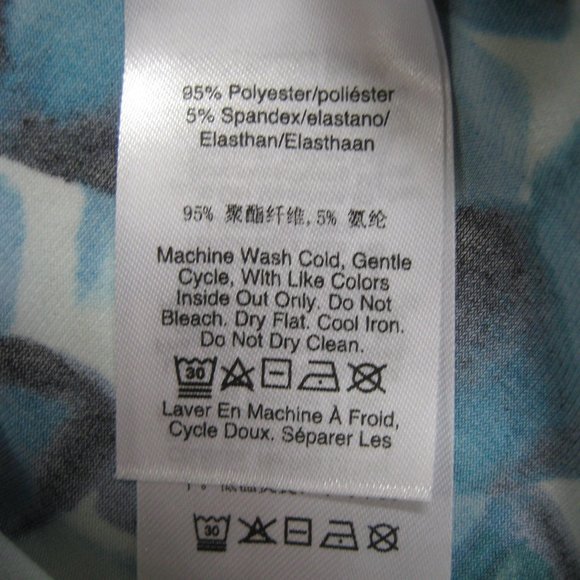 95% Polyester/poliéster
5% Spandex/elastano/
Elasthan/Elasthaan
95% 聚酯纤维, 5% 氨纶
Machine Wash Cold, Gentle
Cycle, With Like Colors
Inside Out Only. Do Not
Bleach. Dry Flat. Cool Iron.
Do Not Dry Clean.
30
Laver En Machine À Froid,
Cycle Doux. Séparer Les
30